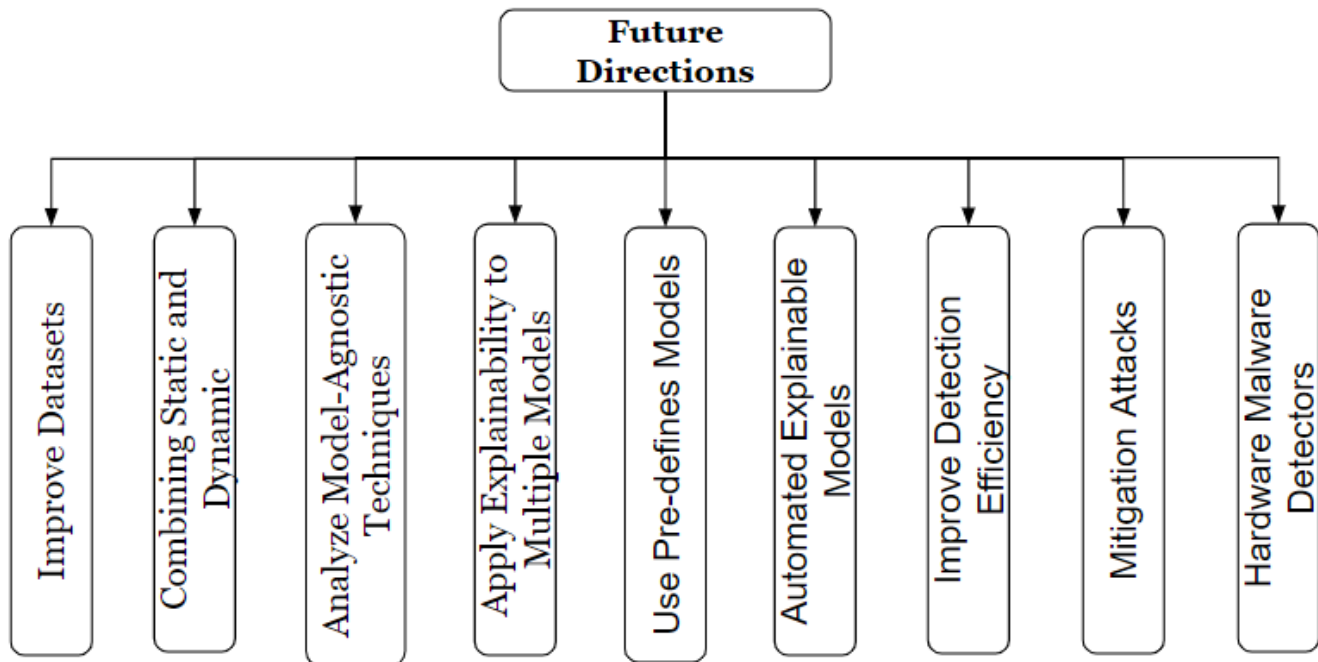 Future
Directions
Improve Datasets
Combining Static and
Dynamic
Analyze Model-Agnostic
Techniques
Apply Explainability to
Multiple Models
Use Pre-defines Models
Automated Explainable
Models
Improve Detection
Efficiency
Mitigation Attacks
Hardware Malware
Detectors